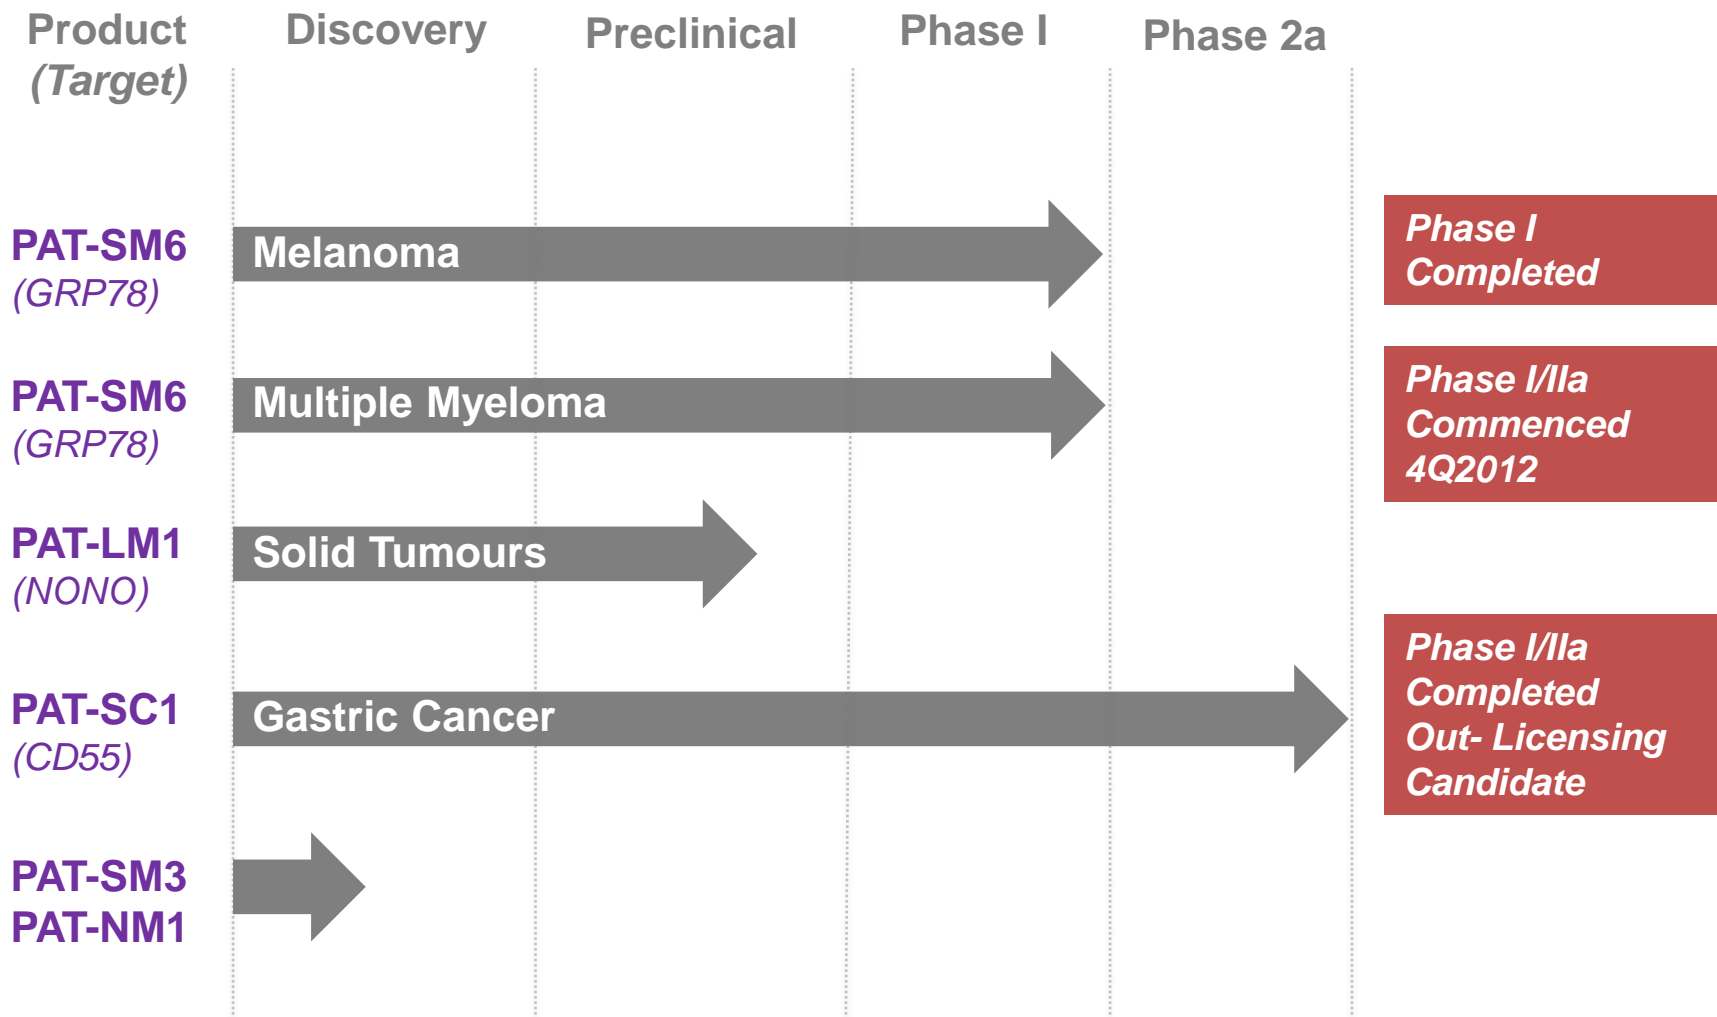 Product
(Target)
Discovery
Preclinical
Phase I
Phase 2a
PAT-SM6
(GRP78)
Melanoma
Phase I
Completed
PAT-SM6
(GRP78)
Multiple Myeloma
Phase I/IIa
Commenced
4Q2012
PAT-LM1
(NONO)
Solid Tumours
PAT-SC1
(CD55)
Gastric Cancer
Phase I/IIa
Completed
Out- Licensing
Candidate
PAT-SM3
PAT-NM1